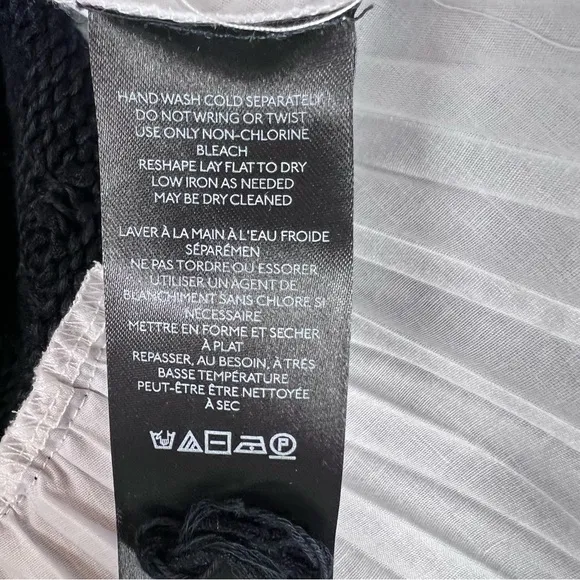 HAND WASH COLD SEPARATELY
DO NOT WRING OR TWIST
USE ONLY NON-CHLORINE
BLEACH
RESHAPE LAY FLAT TO DRY
LOW IRON AS NEEDED
MAY BE DRY CLEANED
LAVER À LA MAIN À L'EAU FROIDE
SÉPARÉMEN
NE PAS TORDRE OU ESSORER
UTILISER UN AGENT DE
BLANCHIMENT SANS CHLORE SI
NÉCESSAIRE
METTRE EN FORME ET SECHER
À PLAT
REPASSER, AU BESOIN, À TRÈS
BASSE TEMPÉRATURE
PEUT-ÊTRE ÊTRE NETTOYÉE
À SEC
P